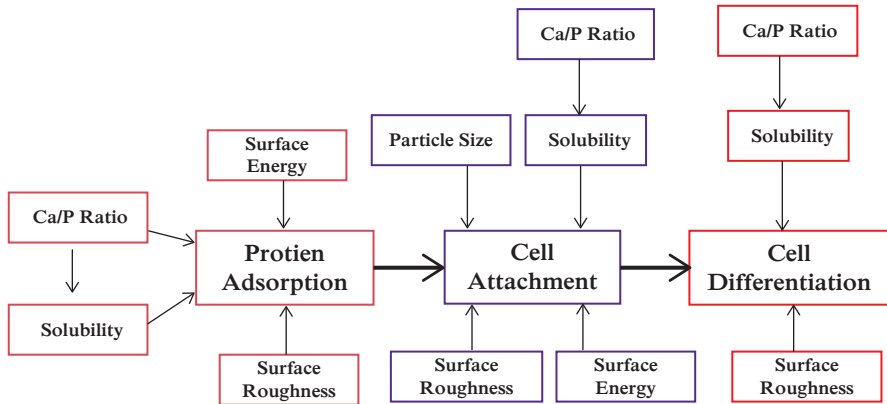 Ca/P Ratio
Ca/P Ratio
Surface
Energy
Particle Size
Solubility
Solubility
Ca/P Ratio
Protien
Adsorption
Cell
Attachment
Cell
Differentiation
Solubility
Surface
Roughness
Surface
Roughness
Surface
Energy
Surface
Roughness